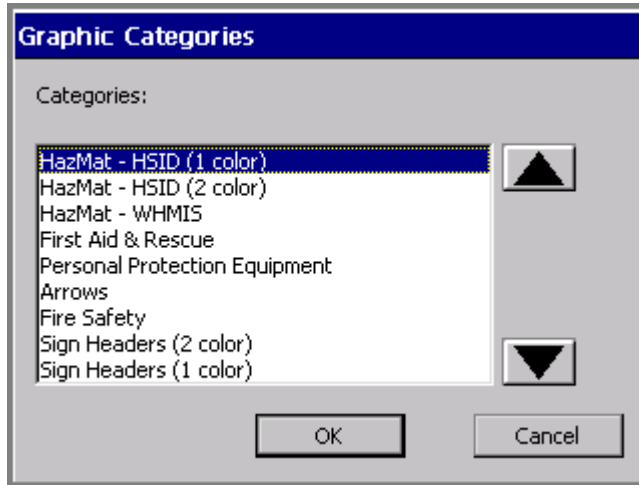 Graphic Categories
Categories:
HazMat - HSID (1 color)
HazMat - HSID (2 color)
HazMat - WHMIS
First Aid & Rescue
Personal Protection Equipment
Arrows
Fire Safety
Sign Headers (2 color)
Sign Headers (1 color)
OK
Cancel